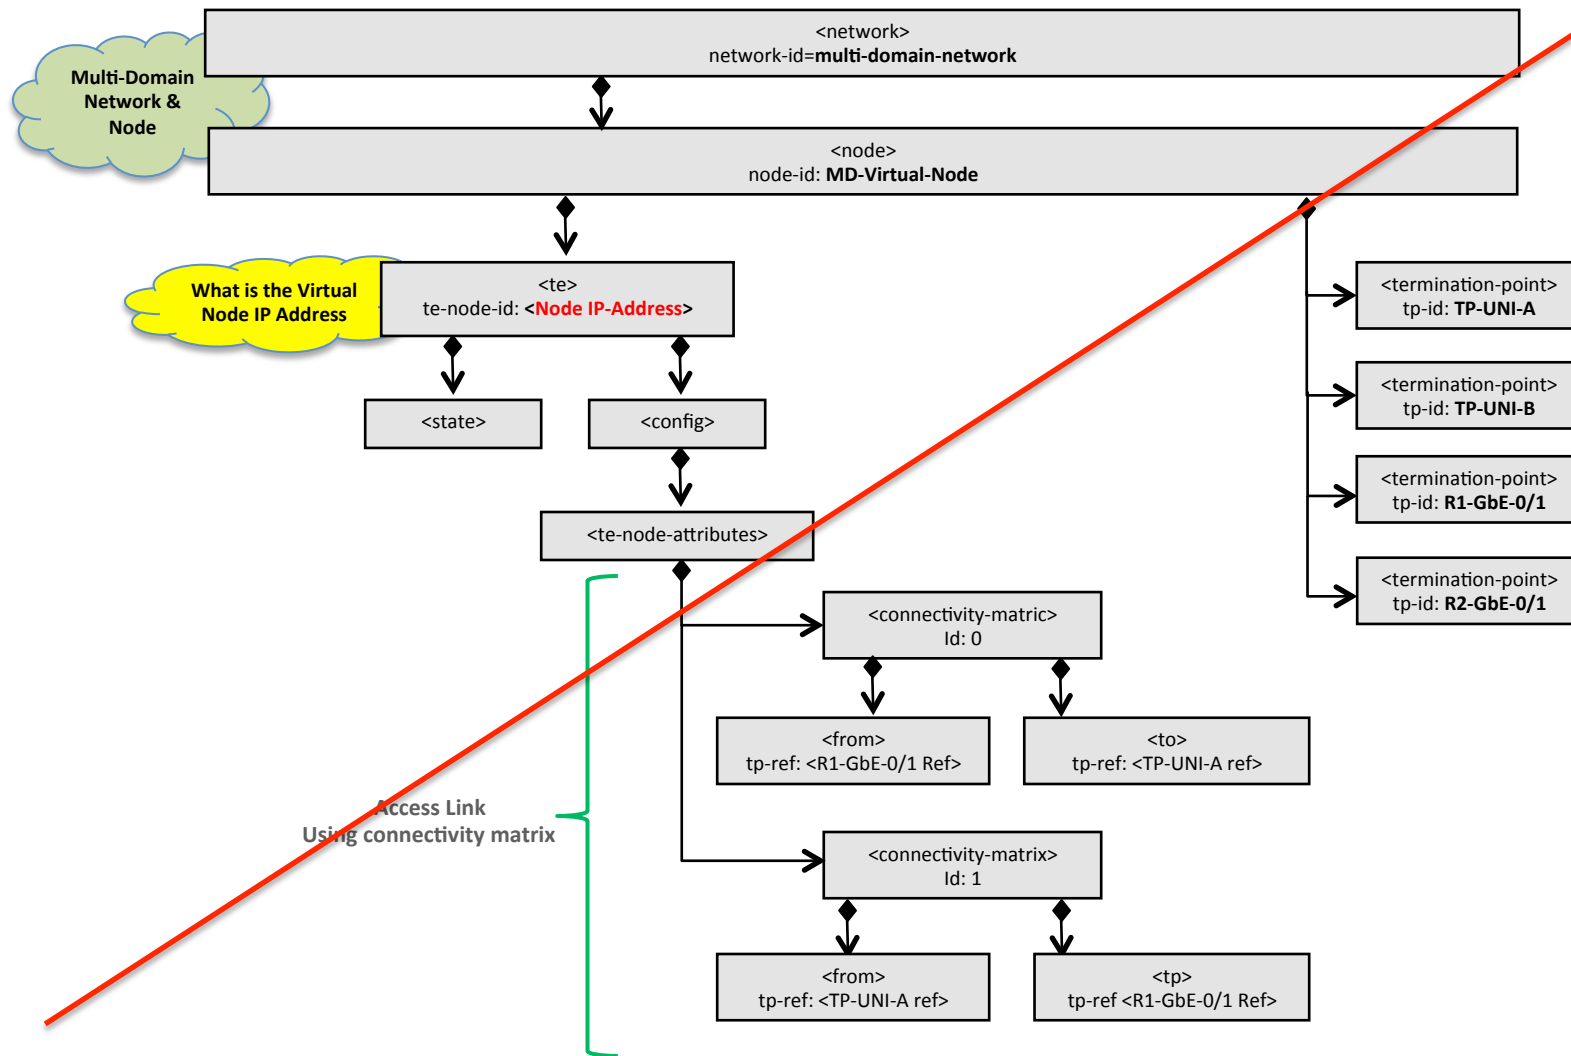 <network>
network-id=multi-domain-network
Multi-Domain
Network &
Node
<node>
node-id: MD-Virtual-Node
What is the Virtual
Node IP Address
<te>
te-node-id: <Node IP-Address>
<termination-point>
tp-id: TP-UNI-A
<termination-point>
tp-id: TP-UNI-B
<state>
<config>
<termination-point>
tp-id: R1-GbE-0/1
<te-node-attributes>
<termination-point>
tp-id: R2-GbE-0/1
<connectivity-matric>
Id: 0
<from>
tp-ref: <R1-GbE-0/1 Ref>
<to>
tp-ref: <TP-UNI-A ref>
Access Link
Using connectivity matrix
<connectivity-matrix>
Id: 1
<from>
tp-ref: <TP-UNI-A ref>
<tp>
tp-ref <R1-GbE-0/1 Ref>